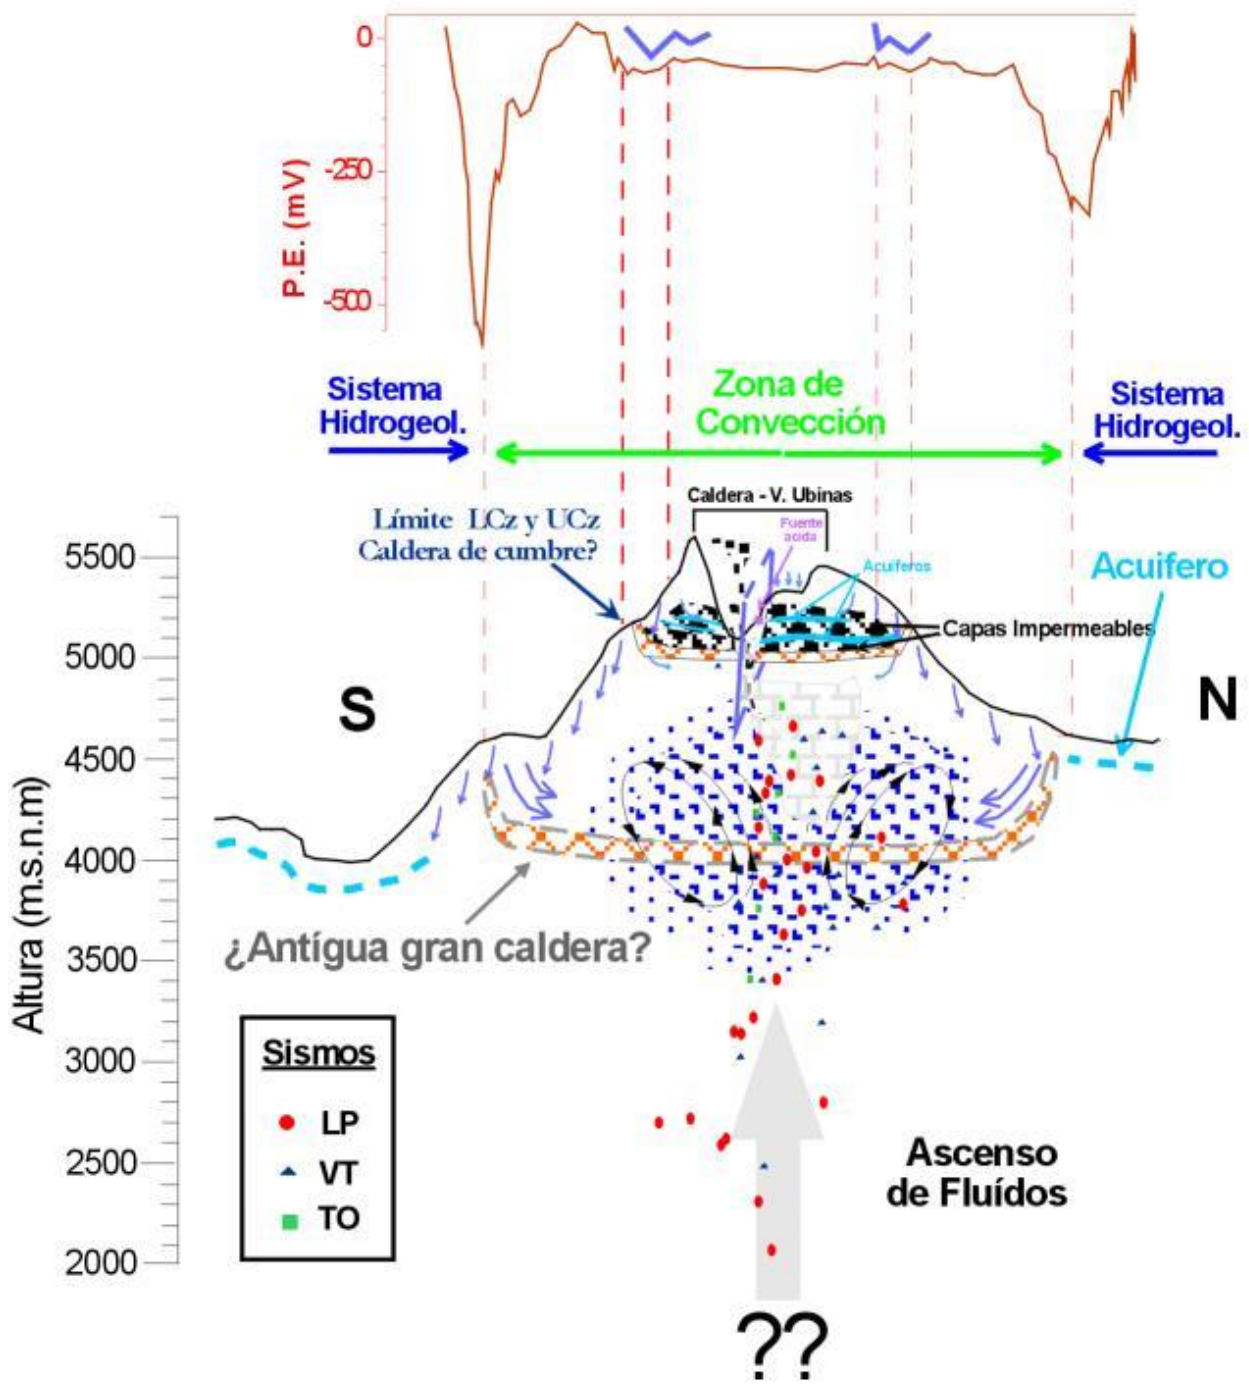 0
-250
-500
P.E. (mV)
Sistema
Hidrogeol.
Zona de
Convección
Sistema
Hidrogeol.
Caldera - V. Ubinas
Límite LCz y UCz
Caldera de cumbre?
Fuente
acida
Acuiferos
Acuifero
Capas Impermeables
S
N
5500
5000
4500
4000
3500
3000
2500
2000
Altura (m.s.n.m)
¿Antígua gran caldera?
Sismos
LP
VT
TO
Ascenso
de Fluídos
??